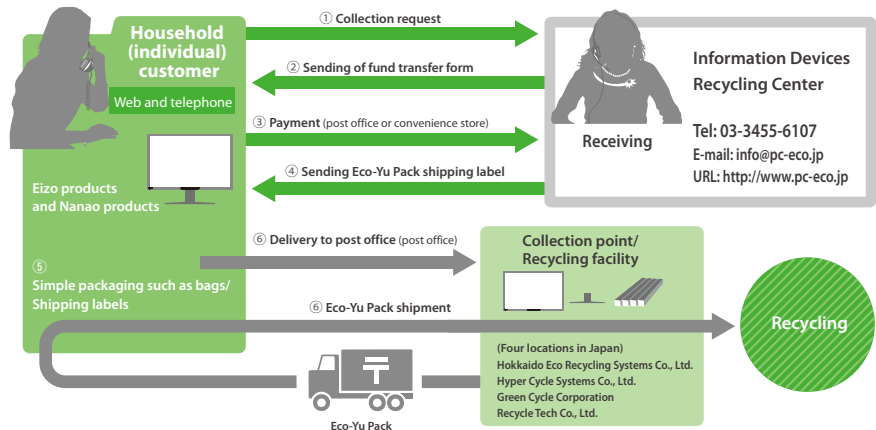 ① Collection request
Household
(individual)
customer
Web and telephone
② Sending of fund transfer form
③ Payment (post office or convenience store)
④ Sending Eco-Yu Pack shipping label
Receiving
Information Devices
Recycling Center
Tel: 03-3455-6107
E-mail: info@pc-eco.jp
URL: http://www.pc-eco.jp
Eizo products
and Nanao products
⑤
Simple packaging such as bags/
Shipping labels
⑥ Delivery to post office (post office)
Collection point/
Recycling facility
⑥ Eco-Yu Pack shipment
Recycling
(Four locations in Japan)
Hokkaido Eco Recycling Systems Co., Ltd.
Hyper Cycle Systems Co., Ltd.
Green Cycle Corporation
Recycle Tech Co., Ltd.
〒
Eco-Yu Pack